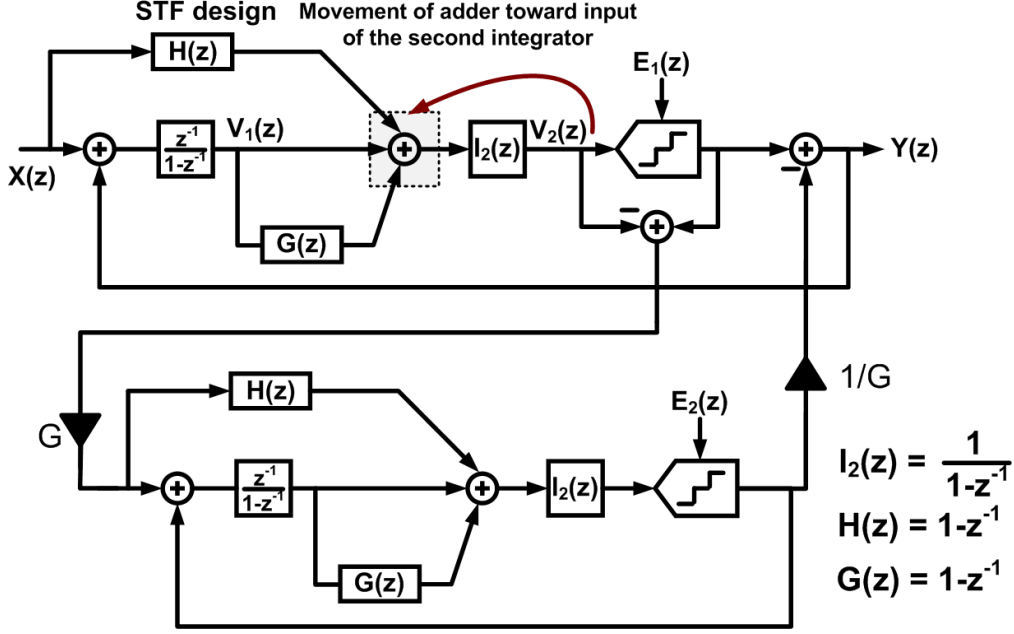 STF design
Movement of adder toward input
of the second integrator
H(z)
E₁(z)
X(z)
z⁻¹
1-z⁻¹
V₁(z)
I₂(z)
V₂(z)
Y(z)
G(z)
G
1/G
H(z)
E₂(z)
z⁻¹
1-z⁻¹
I₂(z)
G(z)
I₂(z) = 1
1-z⁻¹
H(z) = 1-z⁻¹
G(z) = 1-z⁻¹